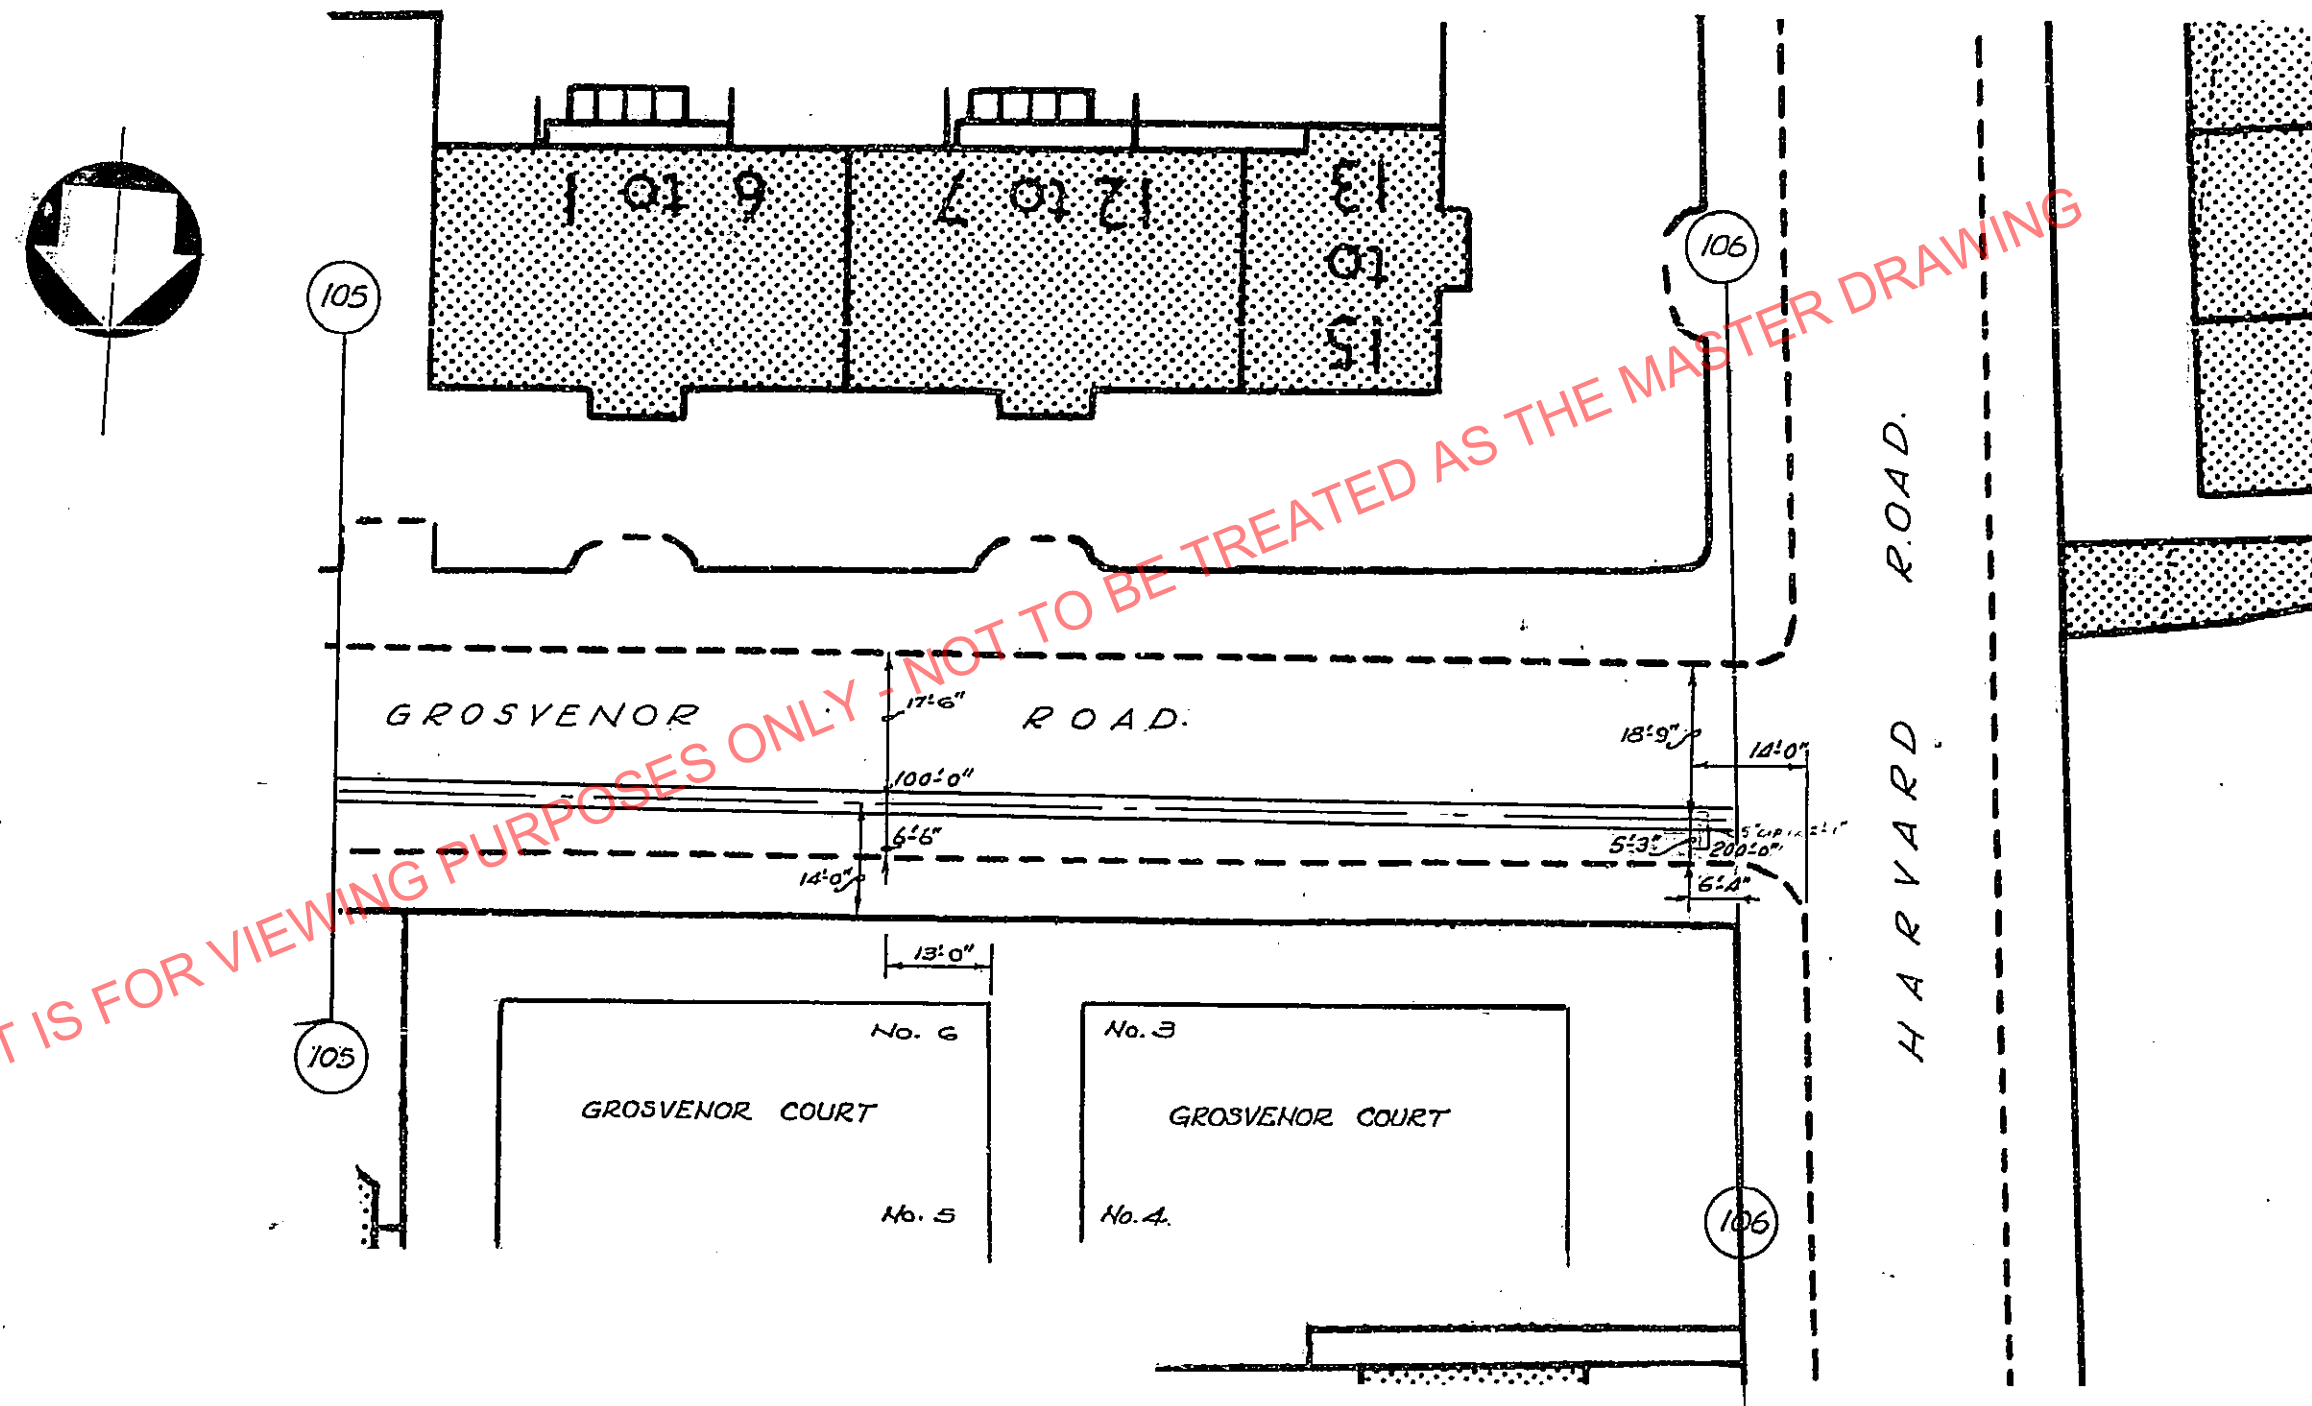 6 to 1
12 to 7
13
to
15
105
106
T IS FOR VIEWING PURPOSES ONLY - NOT TO BE TREATED AS THE MASTER DRAWING
HARVARD ROAD.
GROSVENOR ROAD.
17'-6"
18'-9"
14'-0"
100'-0"
6'-6"
5'-3"
200'-0"
14'-0"
6'-4"
13'-0"
No. 6
No. 3
105
GROSVENOR COURT
GROSVENOR COURT
No. 5
No. 4.
106